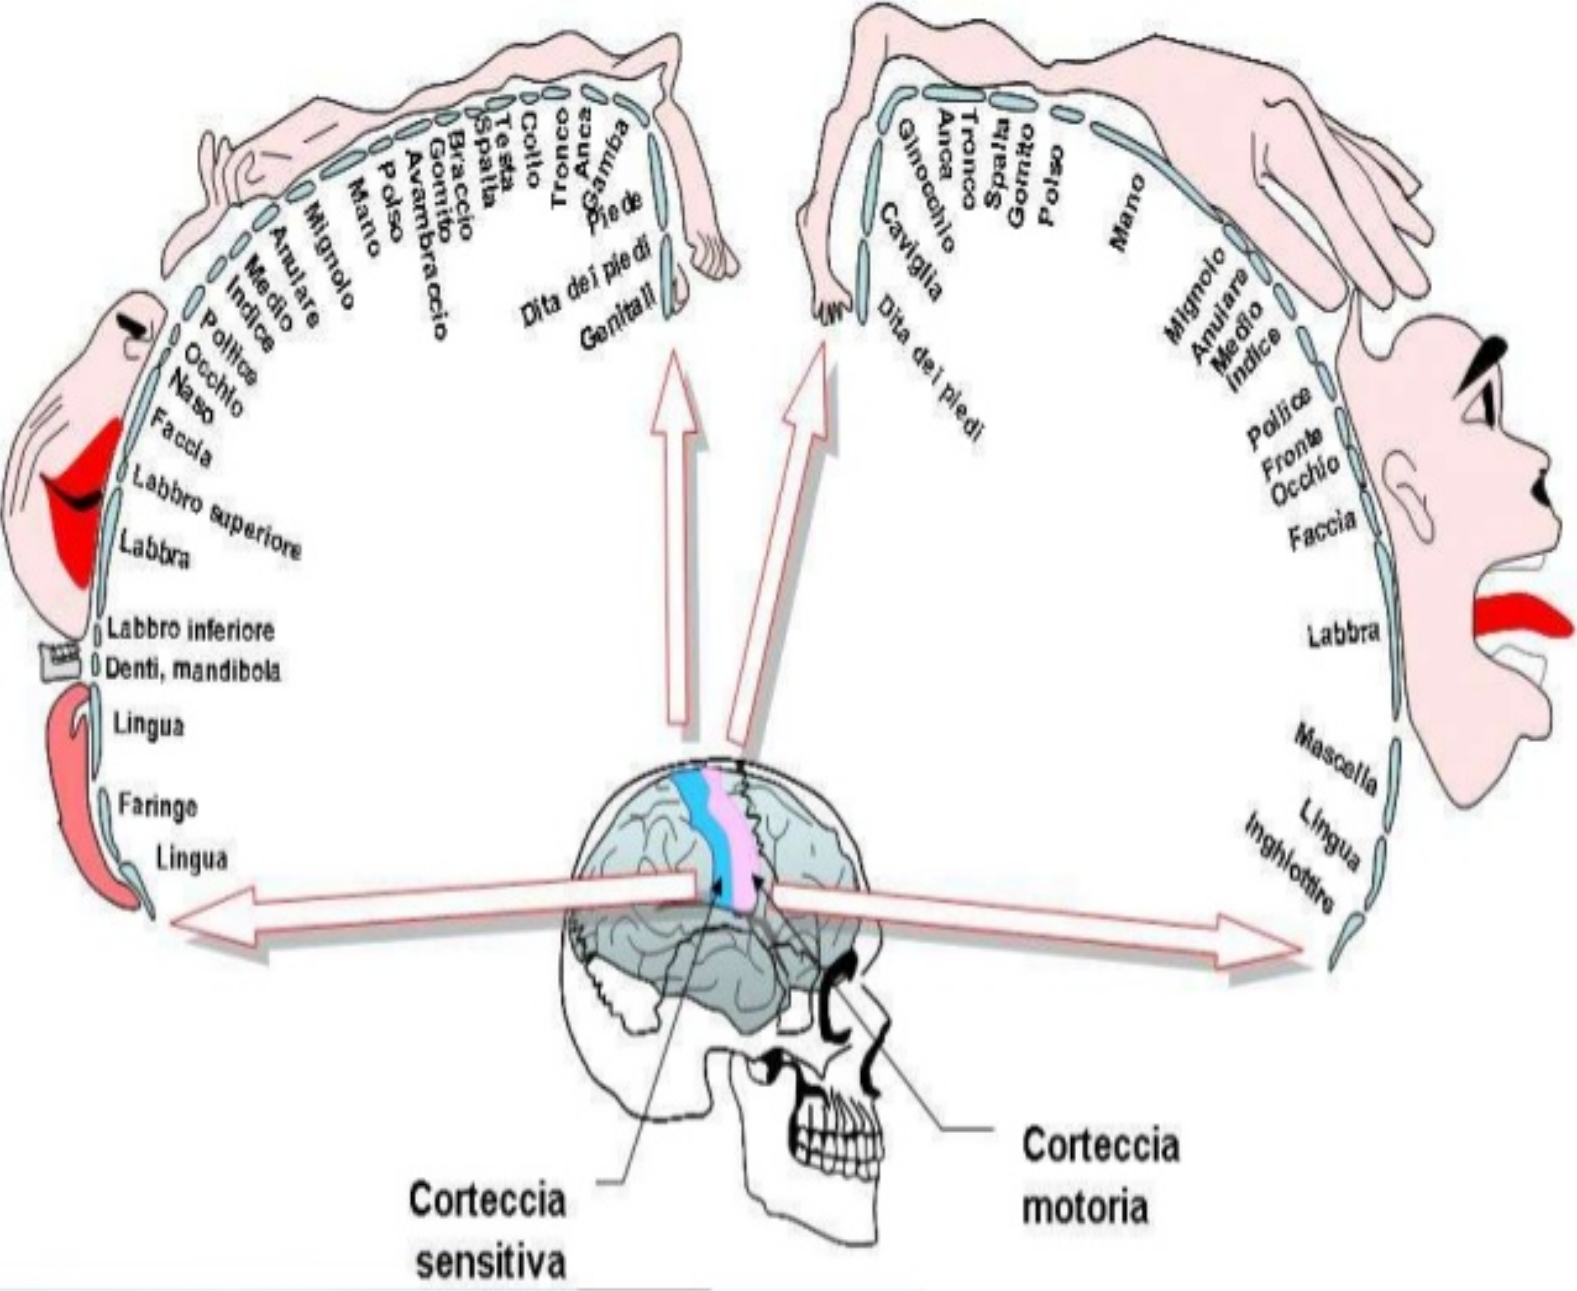 Genitali
Dita dei piedi
Piede
Gamba
Anca
Tronco
Collo
Testa
Spalla
Braccio
Gomito
Avambraccio
Polso
Mano
Mignolo
Anulare
Medio
Indice
Pollice
Occhio
Naso
Faccia
Labbro superiore
Labbra
Labbro inferiore
Denti, mandibola
Lingua
Faringe
Lingua
Dita dei piedi
Caviglia
Ginocchio
Anca
Tronco
Spalla
Gomito
Polso
Mano
Mignolo
Anulare
Medio
Indice
Pollice
Fronte
Occhio
Faccia
Labbra
Mascella
Lingua
Inghiottire
Corteccia
sensitiva
Corteccia
motoria